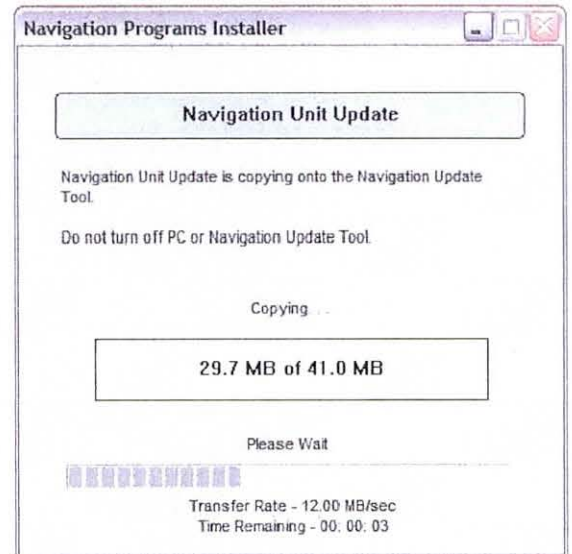 Navigation Programs Installer
Navigation Unit Update
Navigation Unit Update is copying onto the Navigation Update
Tool.
Do not turn off PC or Navigation Update Tool.
Copying . . .
29.7 MB of 41.0 MB
Please Wait
Transfer Rate - 12.00 MB/sec
Time Remaining - 00: 00: 03